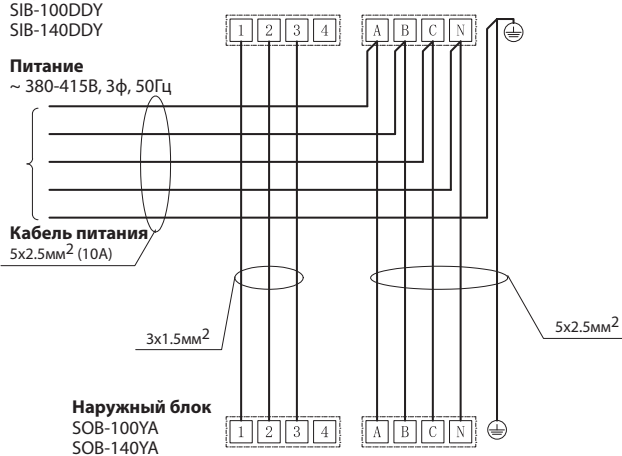 SIB-100DDY
SIB-140DDY
1 2 3 4 A B C N
Питание
~ 380-415В, 3ф, 50Гц
Кабель питания
5x2.5мм2 (10А)
3x1.5мм2
5x2.5мм2
Наружный блок
SOB-100YA
SOB-140YA
1 2 3 4 A B C N